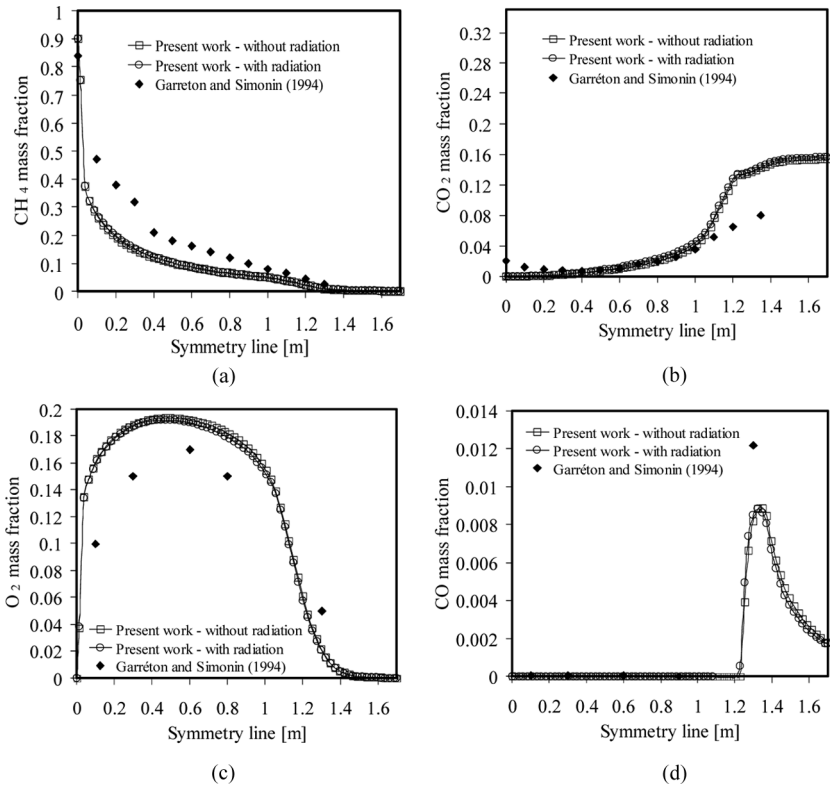 CH 4 mass fraction
1
0.9
0.8
0.7
0.6
0.5
0.4
0.3
0.2
0.1
0
Present work - without radiation
Present work - with radiation
Garreton and Simonin (1994)
0 0.2 0.4 0.6 0.8 1 1.2 1.4 1.6
Symmetry line [m]
(a)
CO 2 mass fraction
0.32
0.28
0.24
0.2
0.16
0.12
0.08
0.04
0
Present work - without radiation
Present work - with radiation
Garréton and Simonin (1994)
0 0.2 0.4 0.6 0.8 1 1.2 1.4 1.6
Symmetry line [m]
(b)
O 2 mass fraction
0.2
0.18
0.16
0.14
0.12
0.1
0.08
0.06
0.04
0.02
0
Present work - without radiation
Present work - with radiation
Garréton and Simonin (1994)
0 0.2 0.4 0.6 0.8 1 1.2 1.4 1.6
Symmetry line [m]
(c)
CO mass fraction
0.014
0.012
0.01
0.008
0.006
0.004
0.002
0
Present work - without radiation
Present work - with radiation
Garréton and Simonin (1994)
0 0.2 0.4 0.6 0.8 1 1.2 1.4 1.6
Symmetry line [m]
(d)